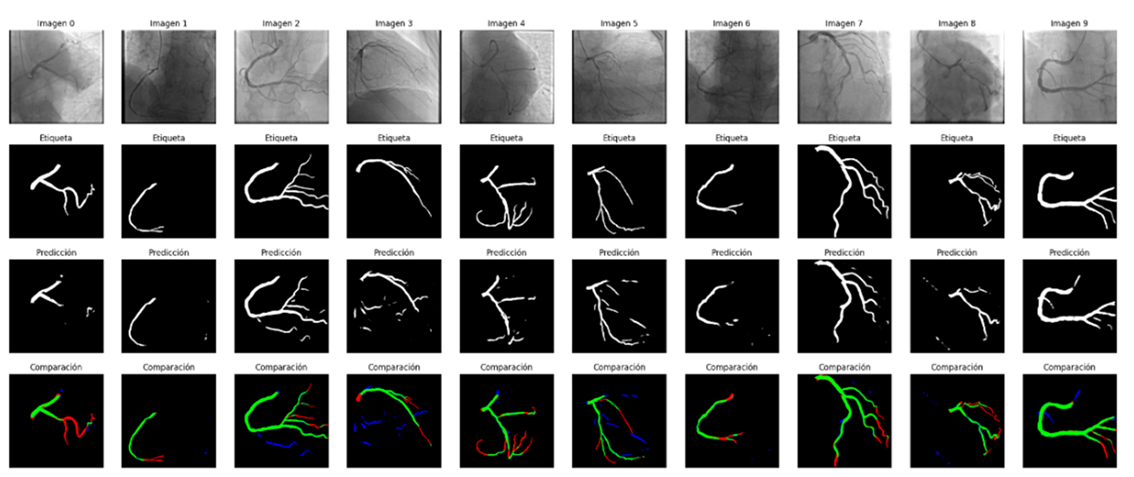 Imagen 0 Imagen 1 Imagen 2 Imagen 3 Imagen 4 Imagen 5 Imagen 6 Imagen 7 Imagen 8 Imagen 9
Etiqueta Etiqueta Etiqueta Etiqueta Etiqueta Etiqueta Etiqueta Etiqueta Etiqueta Etiqueta
Predicción Predicción Predicción Predicción Predicción Predicción Predicción Predicción Predicción Predicción
Comparación Comparación Comparación Comparación Comparación Comparación Comparación Comparación Comparación Comparación